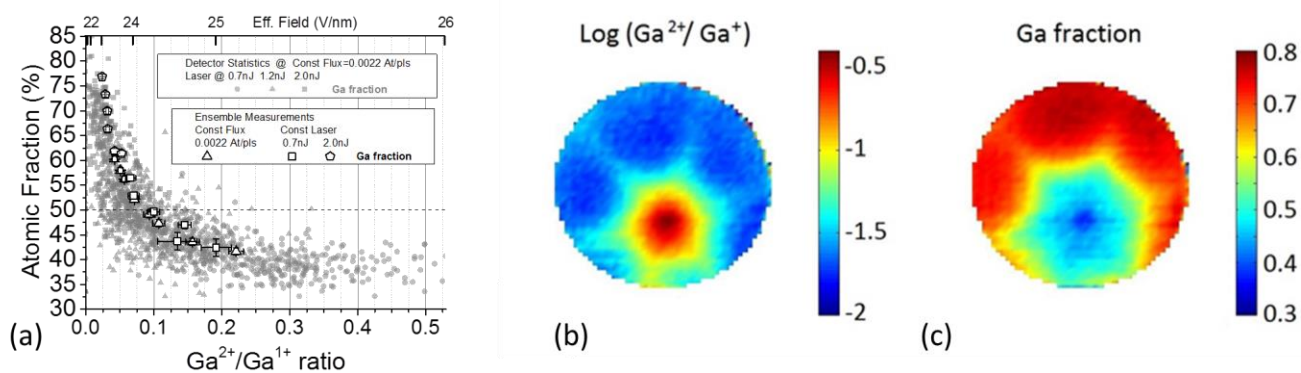 22 24 Eff. Field (V/nm) 25 26
85
80
75
70
65
60
55
50
45
40
35
30
Atomic Fraction (%)
Detector Statistics @ Const Flux=0.0022 At/pls
Laser @ 0.7nJ 1.2nJ 2.0nJ
Ga fraction
Ensemble Measurements
Const Flux Const Laser
0.0022 At/pls 0.7nJ 2.0nJ
Ga fraction
0.0 0.1 0.2 0.3 0.4 0.5
Ga²⁺/Ga¹⁺ ratio
(a)
Log (Ga²⁺/ Ga⁺)
-0.5
-1
-1.5
-2
(b)
Ga fraction
0.8
0.7
0.6
0.5
0.4
0.3
(c)